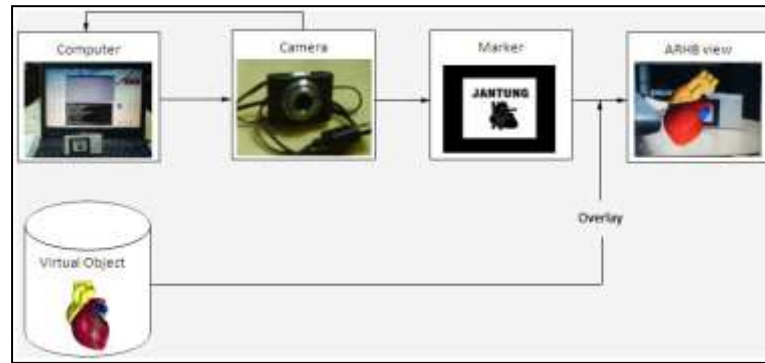 Computer
Camera
Marker
ARHB view
JANTUNG
Overlay
Virtual Object